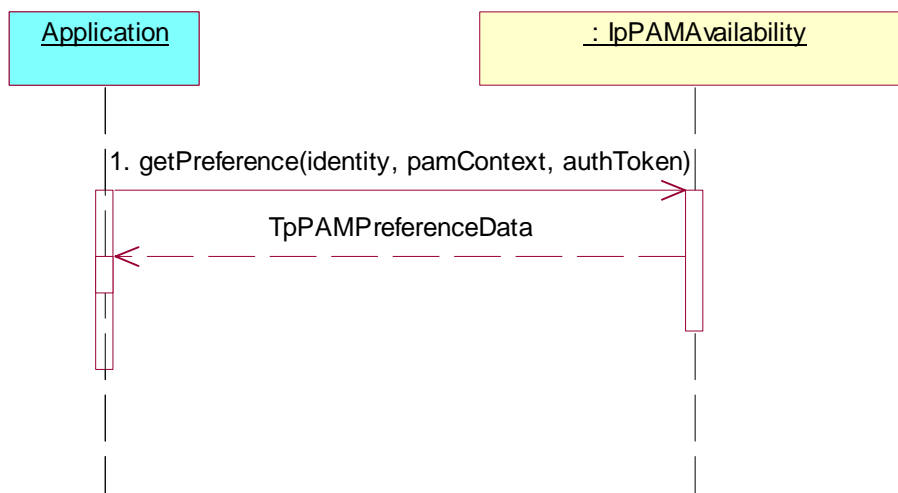 Application
: IpPAMAvailability
1. getPreference(identity, pamContext, authToken)
TpPAMPreferenceData